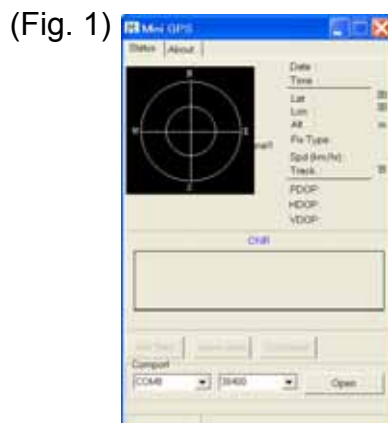 (Fig. 1)
Mini GPS
Status About
Date :
Time :
Lat :
Lon :
Alt : m
Fix Type:
Spd (km/hr):
Track :
PDOP:
HDOP:
VDOP:
N
W E
S
CNR
Comport
COM8 38400 Open